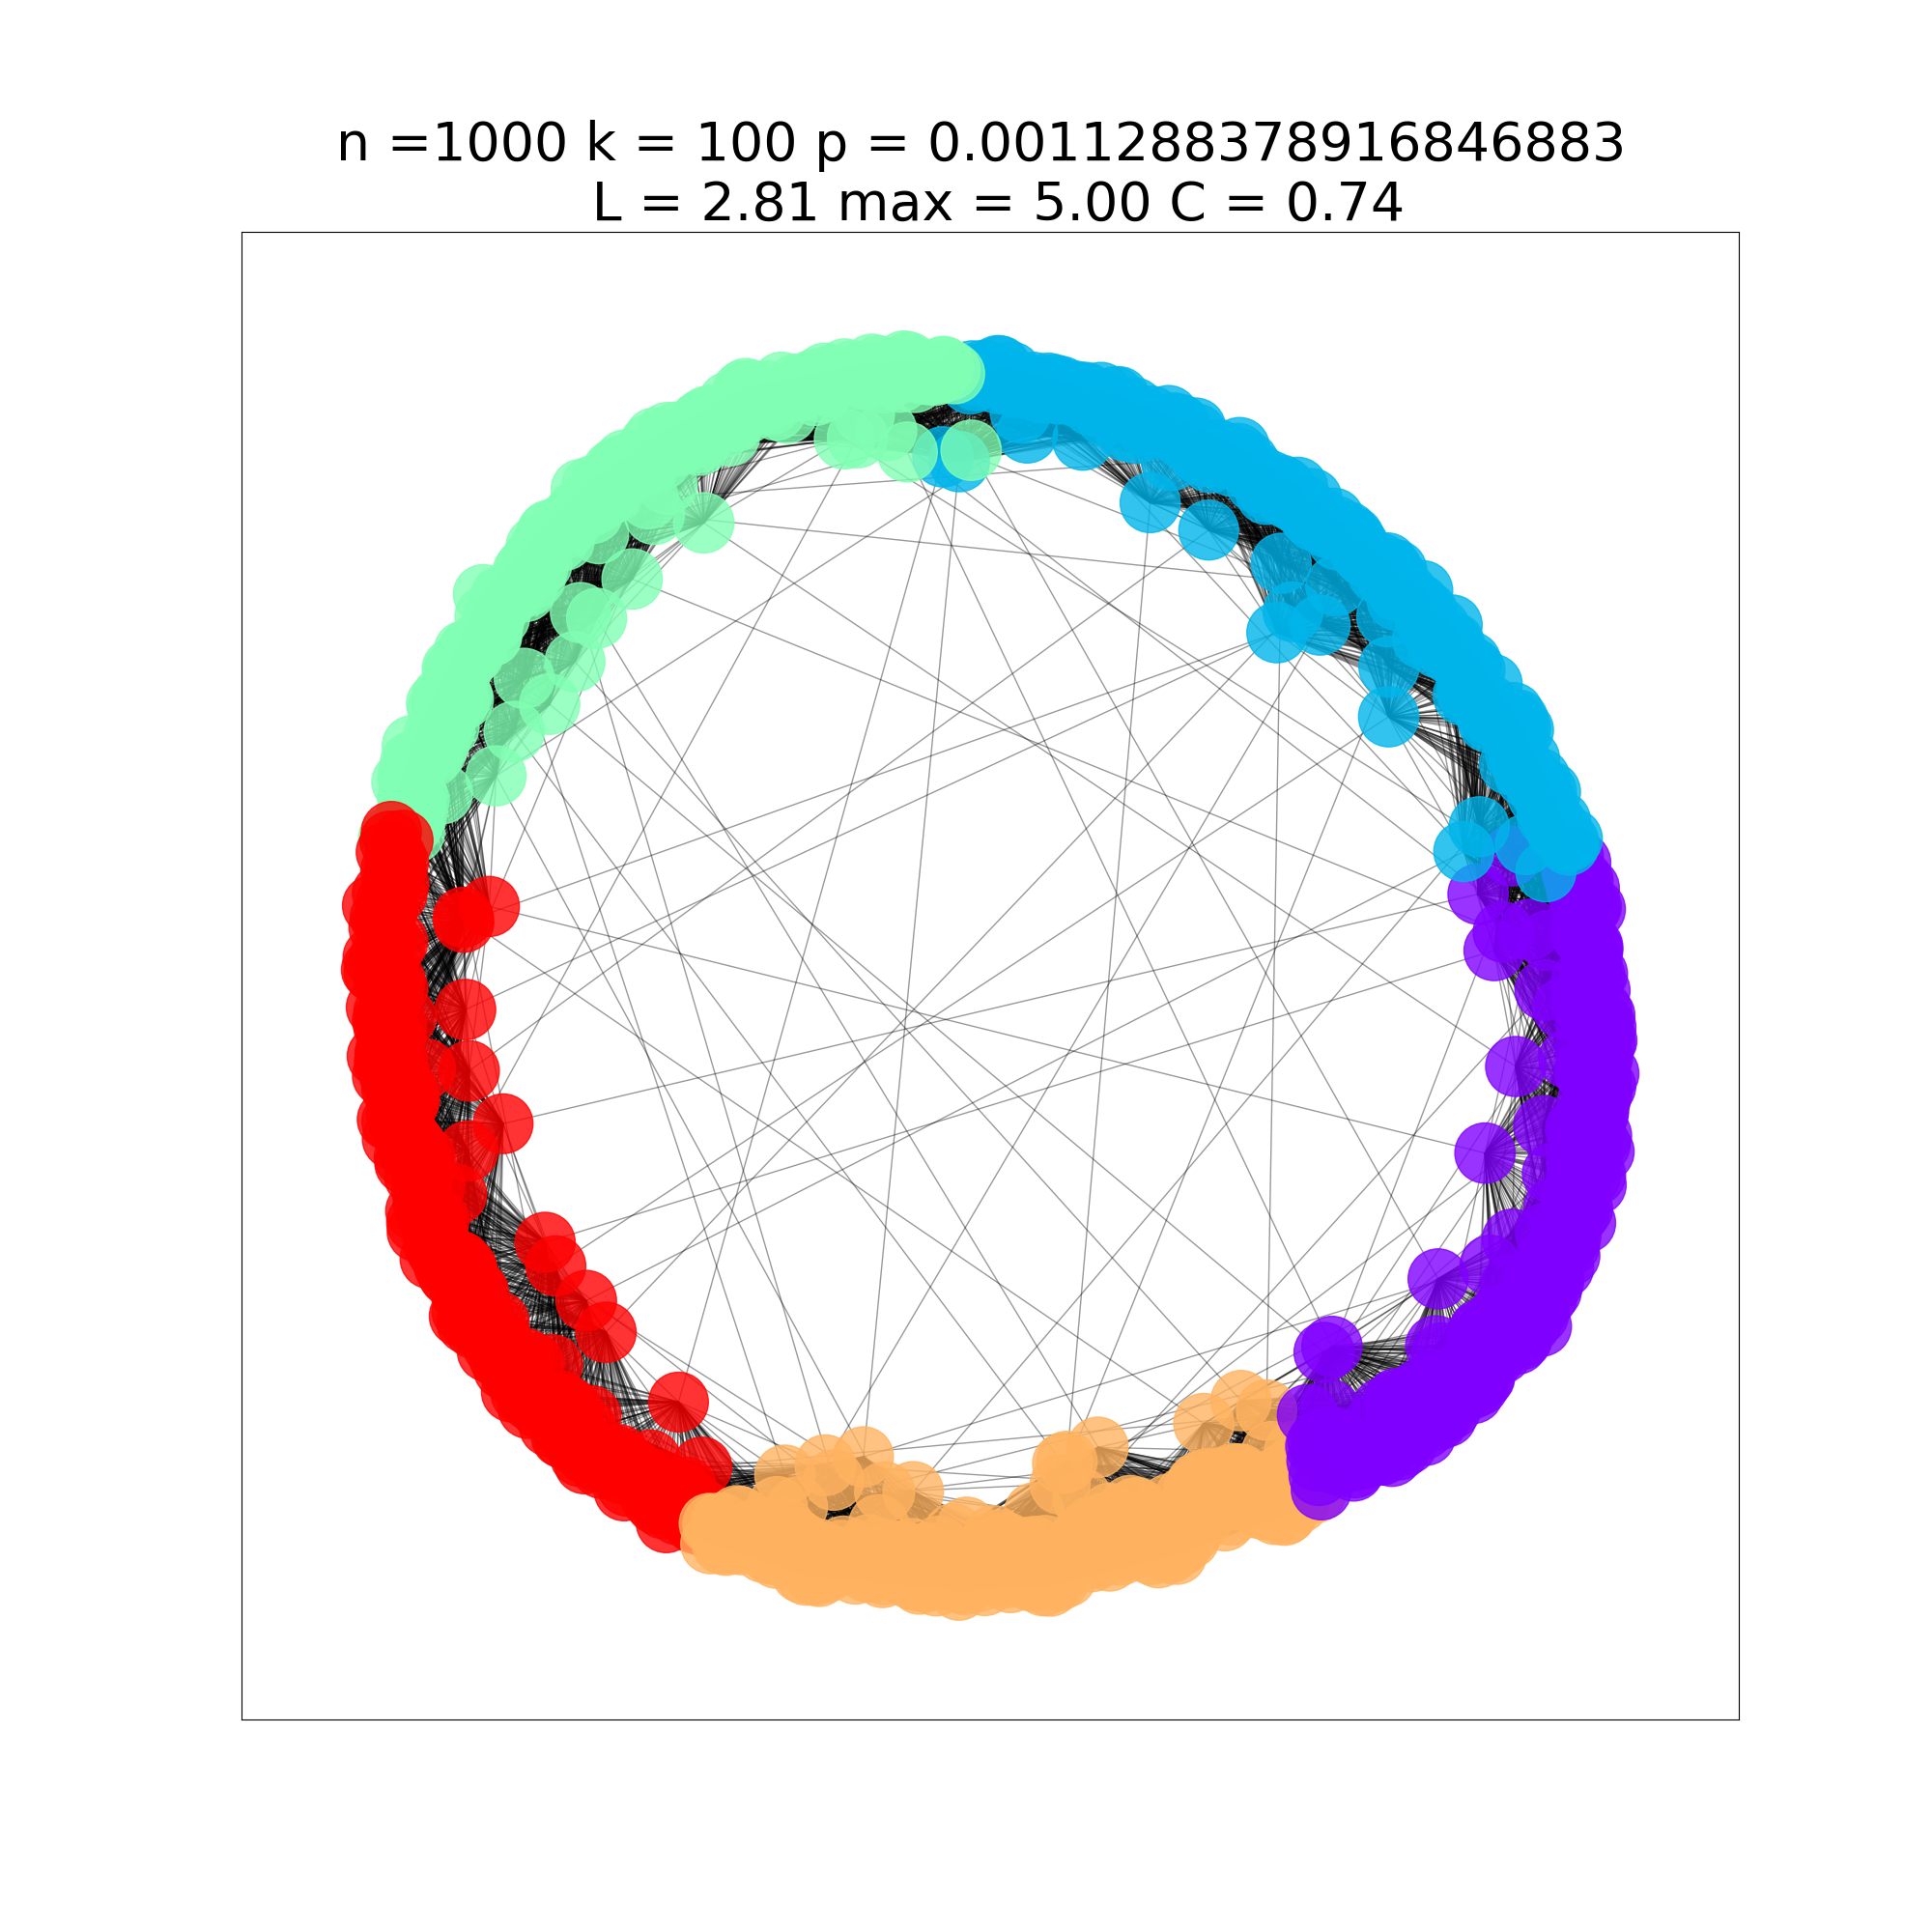 n =1000 k = 100 p = 0.0011288378916846883
L = 2.81 max = 5.00 C = 0.74